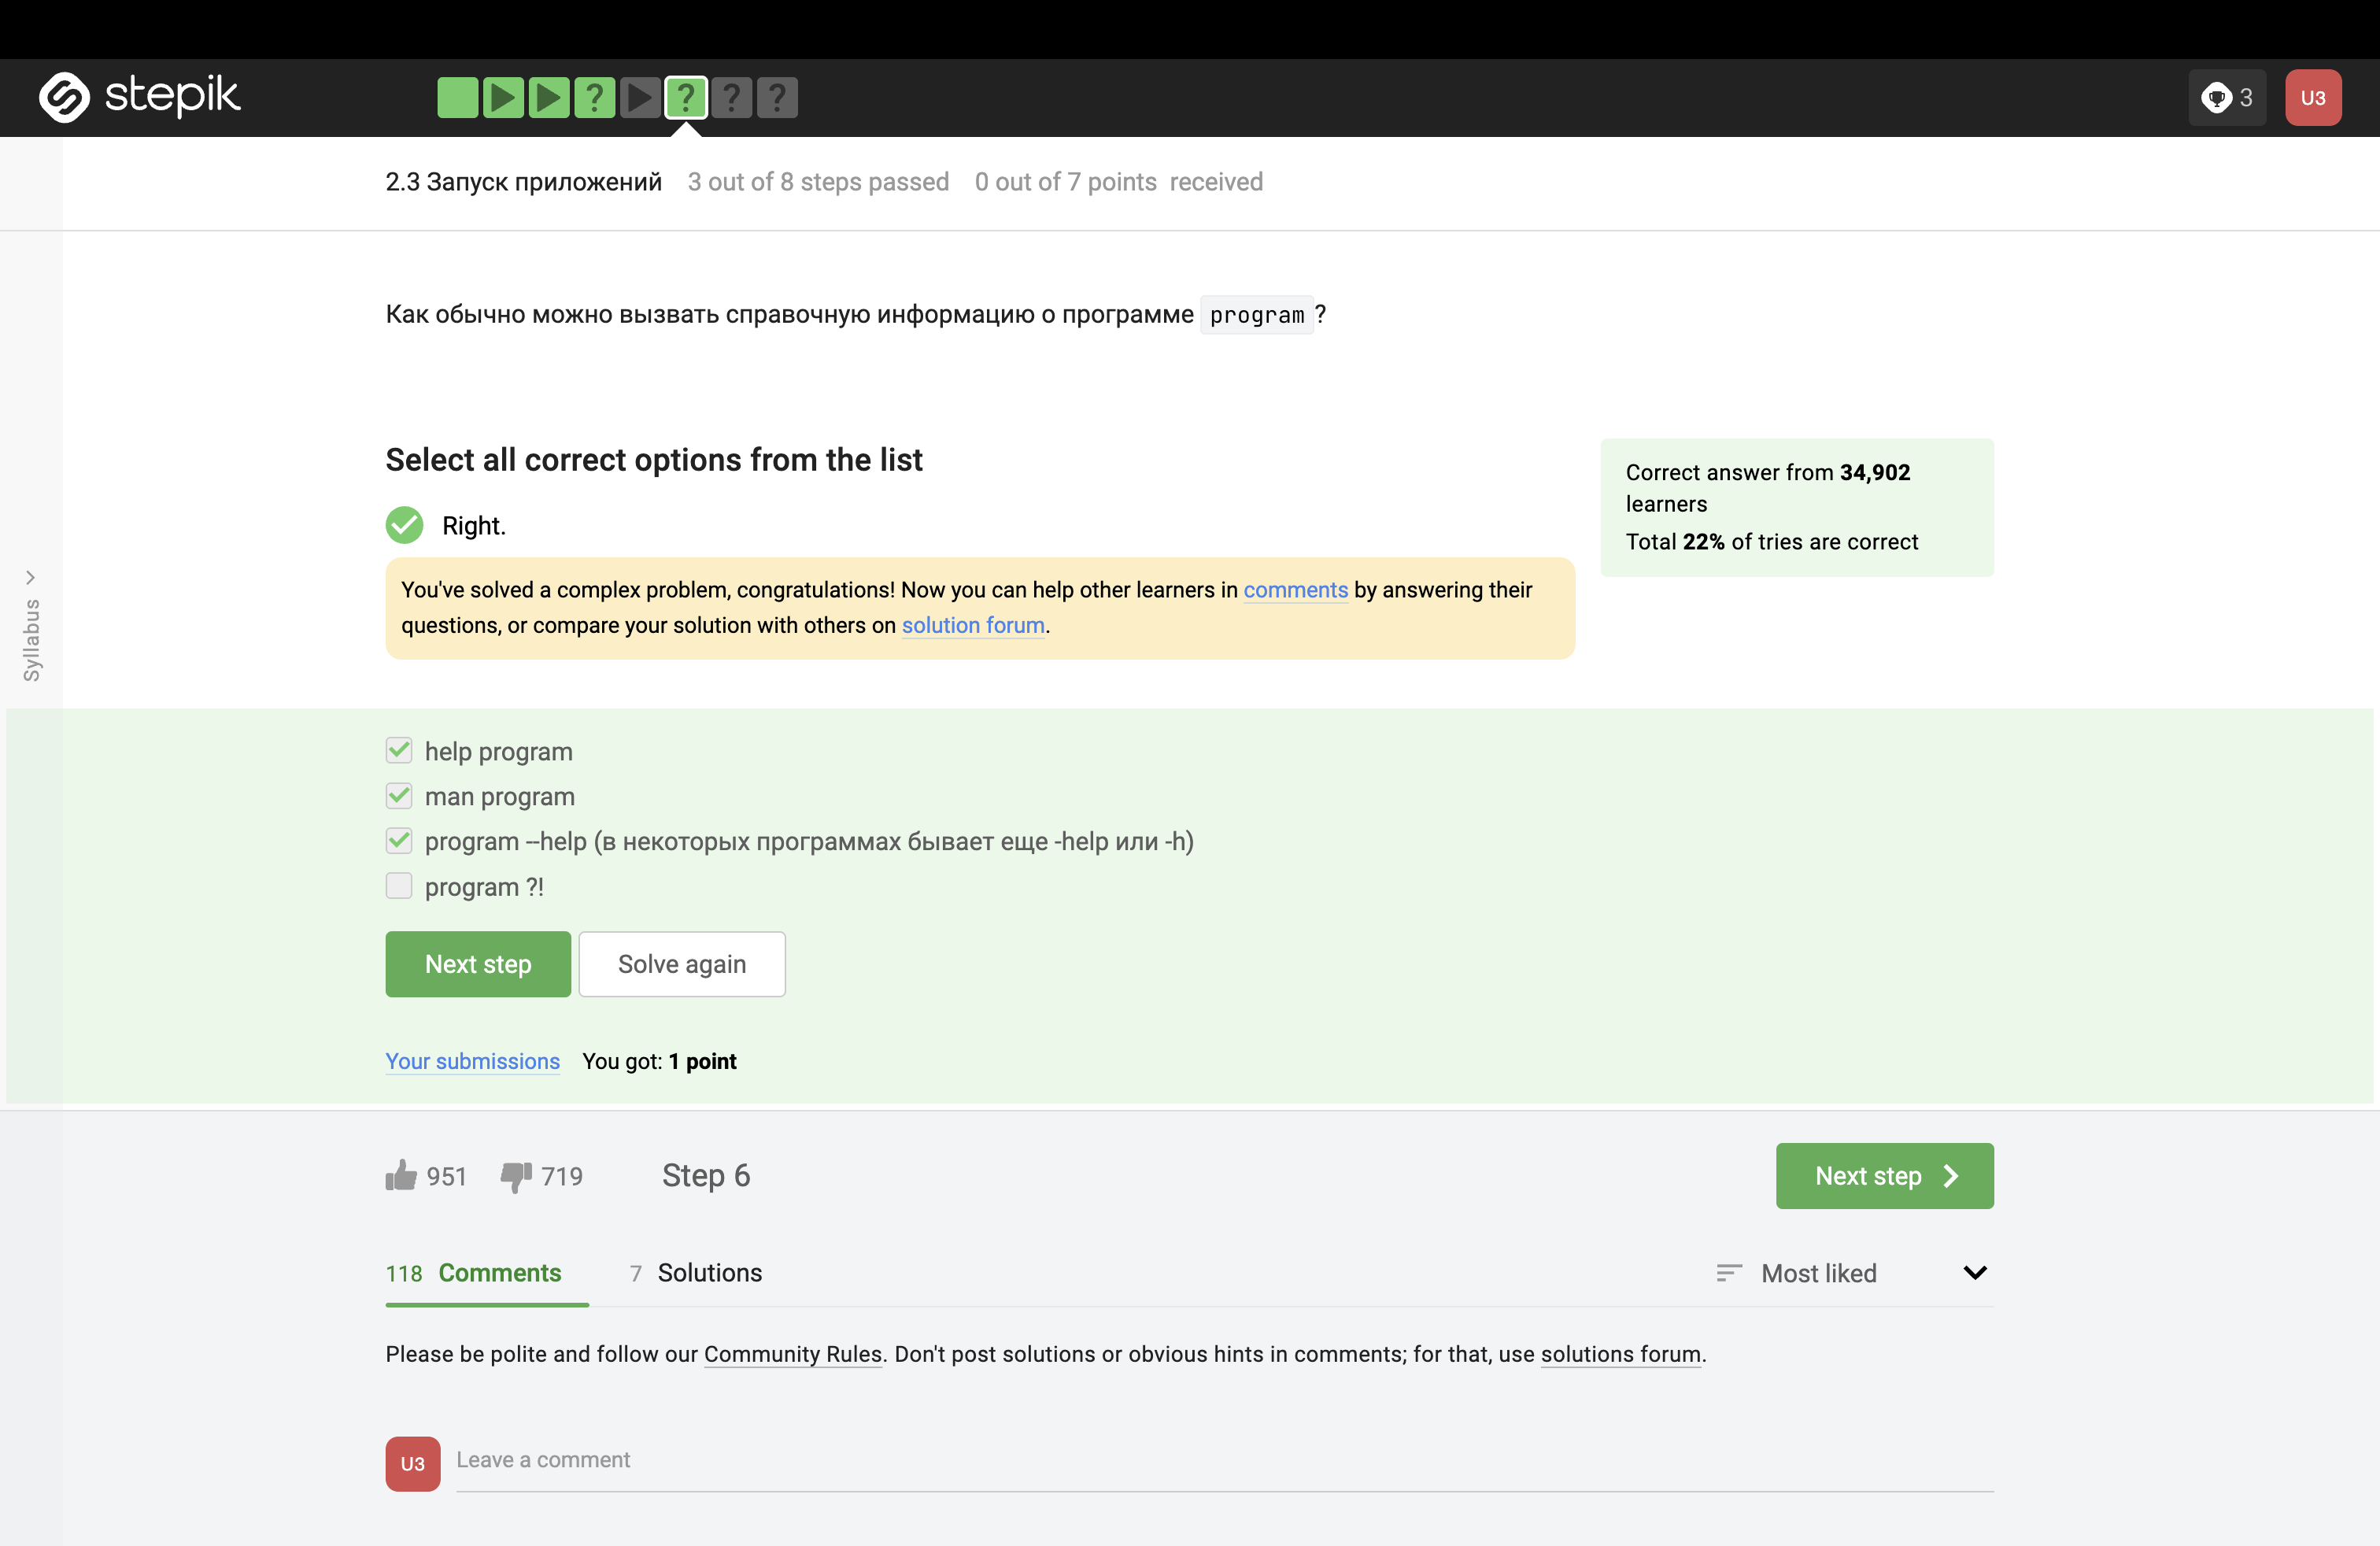 stepik
? ? ? ?
3
U3
2.3 Запуск приложений 3 out of 8 steps passed 0 out of 7 points received
Syllabus
Как обычно можно вызвать справочную информацию о программе program?
Select all correct options from the list
Right.
You've solved a complex problem, congratulations! Now you can help other learners in comments by answering their
questions, or compare your solution with others on solution forum.
Correct answer from 34,902
learners
Total 22% of tries are correct
help program
man program
program --help (в некоторых программах бывает еще -help или -h)
program ?!
Next step Solve again
Your submissions You got: 1 point
951 719 Step 6 Next step
118 Comments 7 Solutions Most liked
Please be polite and follow our Community Rules. Don't post solutions or obvious hints in comments; for that, use solutions forum.
U3 Leave a comment